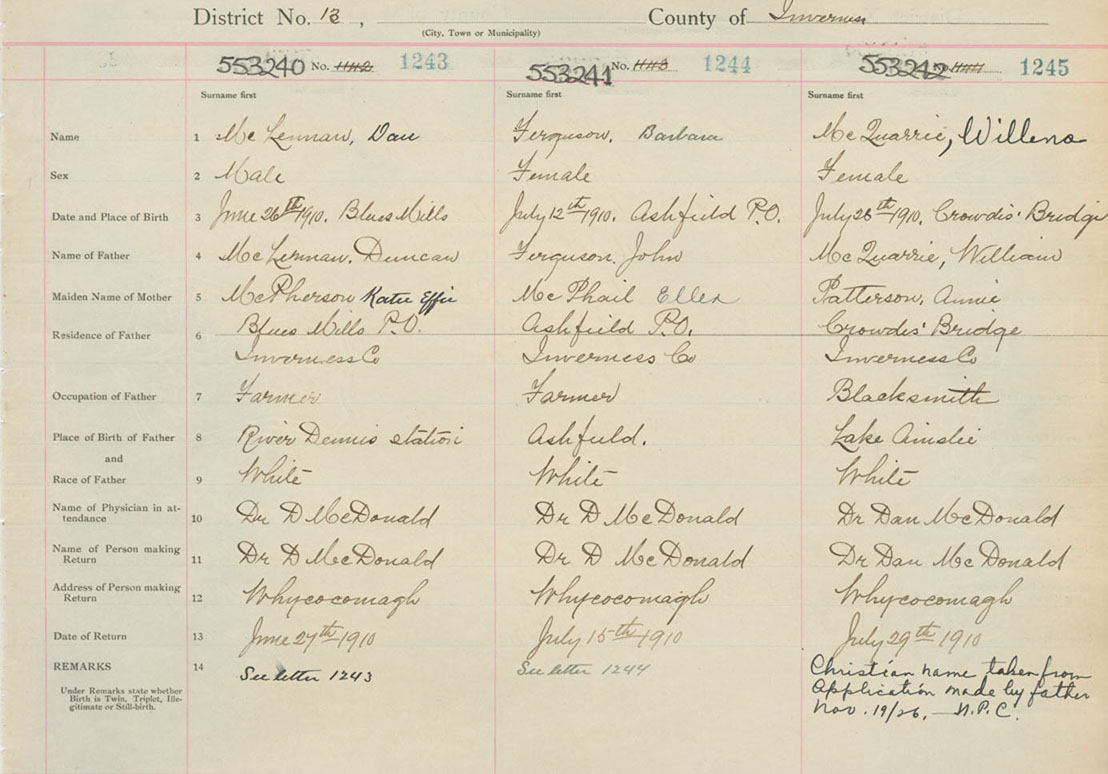 District No. 13 , County of Inverness
(City, Town or Municipality)
553240 No. 1243 553241 No. 1244 553242 No. 1245
Surname first Surname first Surname first
Name 1 McLennan, Dan Ferguson, Barbara McQuarrie, Willena
Sex 2 Male Female Female
Date and Place of Birth 3 June 26th 1910. Blues Mills July 12th 1910. Ashfield P.O. July 28th 1910, Crowdis' Bridge
Name of Father 4 McLennan, Duncan Ferguson, John McQuarrie, William
Maiden Name of Mother 5 McPherson Katie Effie McPhail Ellen Patterson, Annie
Residence of Father 6 Blues Mills P.O. Ashfield P.O. Crowdis' Bridge
Inverness Co Inverness Co Inverness Co
Occupation of Father 7 Farmer Farmer Blacksmith
Place of Birth of Father 8 River Dennis station Ashfield. Lake Ainslie
and
Race of Father 9 White White White
Name of Physician in at-
tendance 10 Dr D McDonald Dr D McDonald Dr Dan McDonald
Name of Person making
Return 11 Dr D McDonald Dr D McDonald Dr Dan McDonald
Address of Person making
Return 12 Whycocomagh Whycocomagh Whycocomagh
Date of Return 13 June 27th 1910 July 15th 1910 July 29th 1910
REMARKS 14 See letter 1243 See letter 1244 Christian name taken from
Under Remarks state whether
Birth is Twin, Triplet, Ille-
gitimate or Still-birth.
Application made by father
Nov. 19/26. — H.P.C.